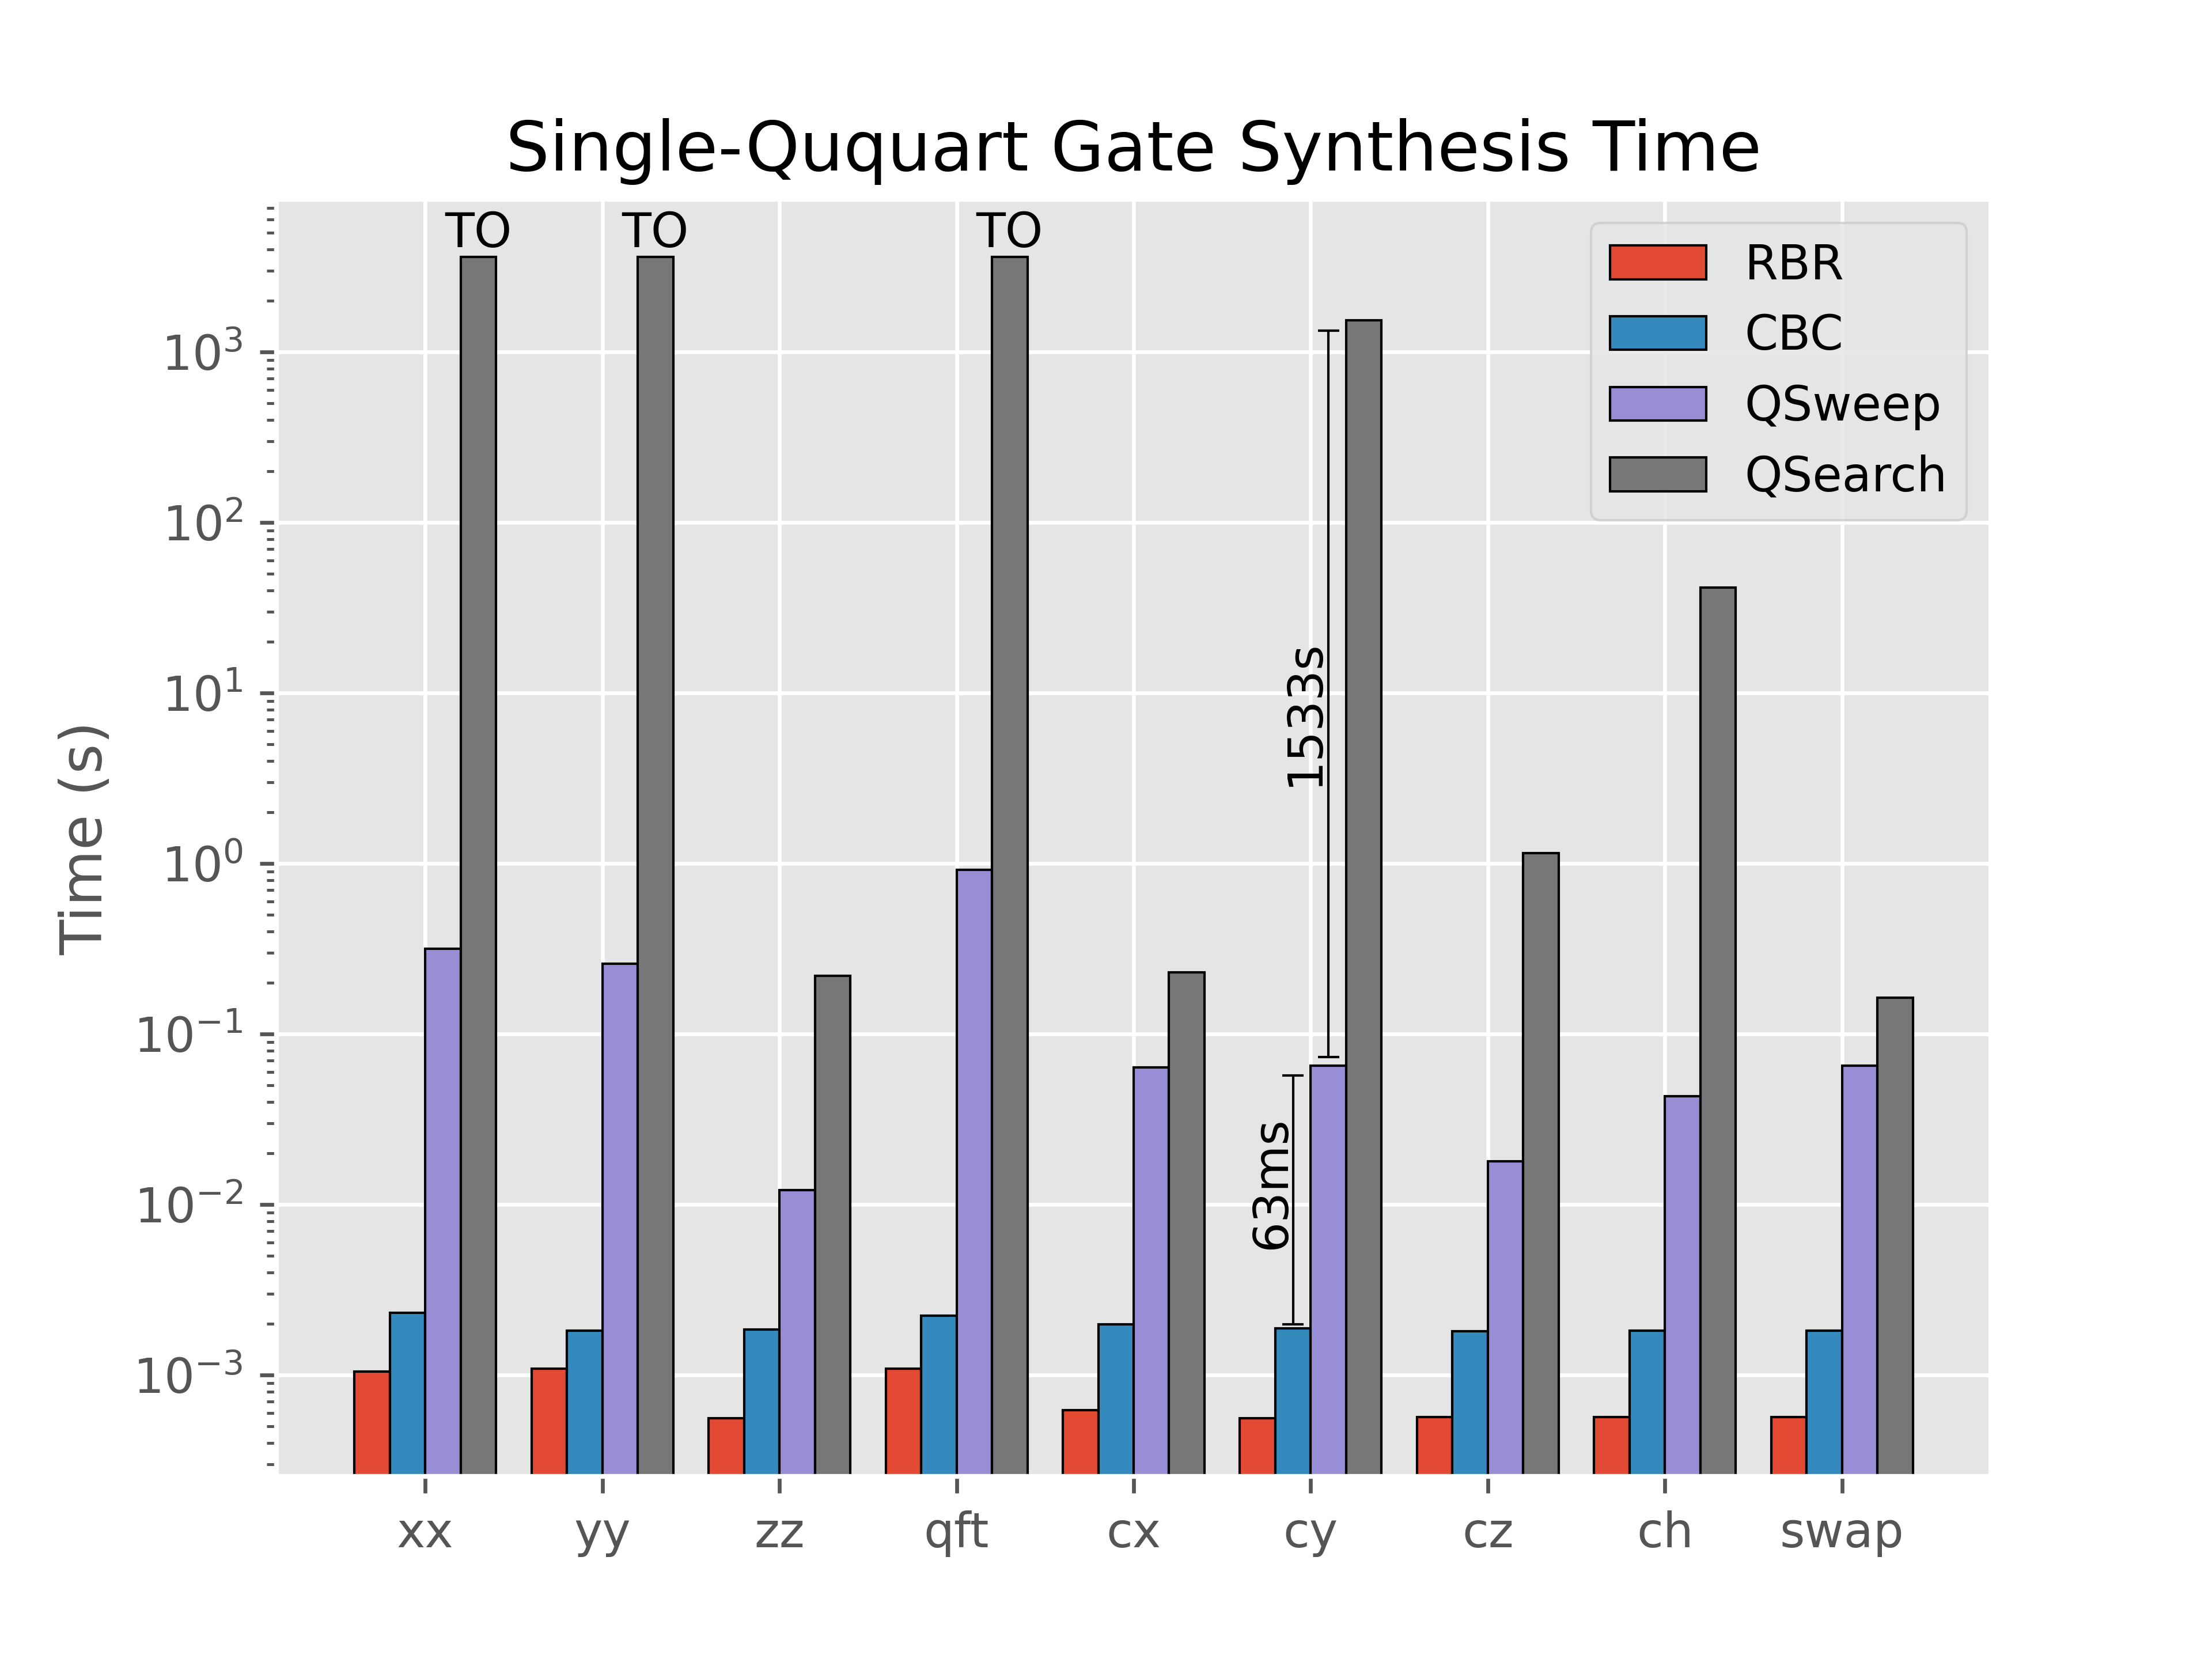 Single-Ququart Gate Synthesis Time
TO TO TO
RBR
CBC
QSweep
QSearch
10³
10²
10¹
10⁰
10⁻¹
10⁻²
10⁻³
Time (s)
1533s
63ms
xx yy zz qft cx cy cz ch swap